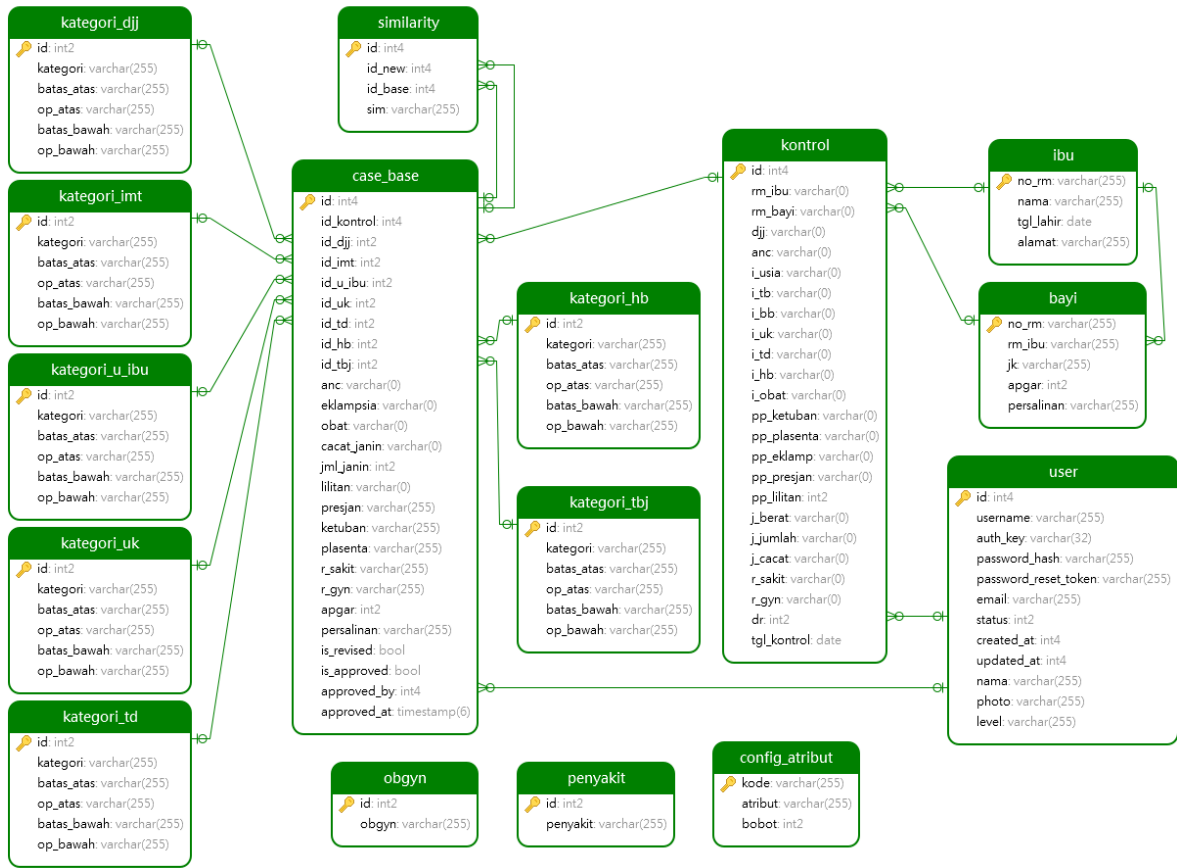 kategori_djj
id: int2
kategori: varchar(255)
batas_atas: varchar(255)
op_atas: varchar(255)
batas_bawah: varchar(255)
op_bawah: varchar(255)
kategori_imt
id: int2
kategori: varchar(255)
batas_atas: varchar(255)
op_atas: varchar(255)
batas_bawah: varchar(255)
op_bawah: varchar(255)
kategori_u_ibu
id: int2
kategori: varchar(255)
batas_atas: varchar(255)
op_atas: varchar(255)
batas_bawah: varchar(255)
op_bawah: varchar(255)
kategori_uk
id: int2
kategori: varchar(255)
batas_atas: varchar(255)
op_atas: varchar(255)
batas_bawah: varchar(255)
op_bawah: varchar(255)
kategori_td
id: int2
kategori: varchar(255)
batas_atas: varchar(255)
op_atas: varchar(255)
batas_bawah: varchar(255)
op_bawah: varchar(255)
similarity
id: int4
id_new: int4
id_base: int4
sim: varchar(255)
case_base
id: int4
id_kontrol: int4
id_djj: int2
id_imt: int2
id_u_ibu: int2
id_uk: int2
id_td: int2
id_hb: int2
id_tbj: int2
anc: varchar(0)
eklampsia: varchar(0)
obat: varchar(0)
cacat_janin: varchar(0)
jml_janin: int2
lilitan: varchar(0)
presjan: varchar(255)
ketuban: varchar(255)
plasenta: varchar(255)
r_sakit: varchar(255)
r_gyn: varchar(255)
apgar: int2
persalinan: varchar(255)
is_revised: bool
is_approved: bool
approved_by: int4
approved_at: timestamp(6)
kategori_hb
id: int2
kategori: varchar(255)
batas_atas: varchar(255)
op_atas: varchar(255)
batas_bawah: varchar(255)
op_bawah: varchar(255)
kategori_tbj
id: int2
kategori: varchar(255)
batas_atas: varchar(255)
op_atas: varchar(255)
batas_bawah: varchar(255)
op_bawah: varchar(255)
kontrol
id: int4
rm_ibu: varchar(0)
rm_bayi: varchar(0)
djj: varchar(0)
anc: varchar(0)
i_usia: varchar(0)
i_tb: varchar(0)
i_bb: varchar(0)
i_uk: varchar(0)
i_td: varchar(0)
i_hb: varchar(0)
i_obat: varchar(0)
pp_ketuban: varchar(0)
pp_plasenta: varchar(0)
pp_eklamp: varchar(0)
pp_presjan: varchar(0)
pp_lilitan: int2
j_berat: varchar(0)
j_jumlah: varchar(0)
j_cacat: varchar(0)
r_sakit: varchar(0)
r_gyn: varchar(0)
dr: int2
tgl_kontrol: date
ibu
no_rm: varchar(255)
nama: varchar(255)
tgl_lahir: date
alamat: varchar(255)
bayi
no_rm: varchar(255)
rm_ibu: varchar(255)
jk: varchar(255)
apgar: int2
persalinan: varchar(255)
user
id: int4
username: varchar(255)
auth_key: varchar(32)
password_hash: varchar(255)
password_reset_token: varchar(255)
email: varchar(255)
status: int2
created_at: int4
updated_at: int4
nama: varchar(255)
photo: varchar(255)
level: varchar(255)
obgyn
id: int2
obgyn: varchar(255)
penyakit
id: int2
penyakit: varchar(255)
config_atribut
kode: varchar(255)
atribut: varchar(255)
bobot: int2